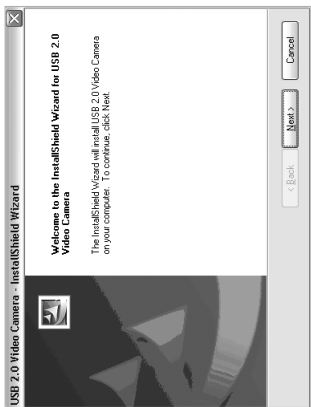 USB 2.0 Video Camera - InstallShield Wizard
Welcome to the InstallShield Wizard for USB 2.0
Video Camera
The InstallShield Wizard will install USB 2.0 Video Camera
on your computer. To continue, click Next.
< Back
Next >
Cancel